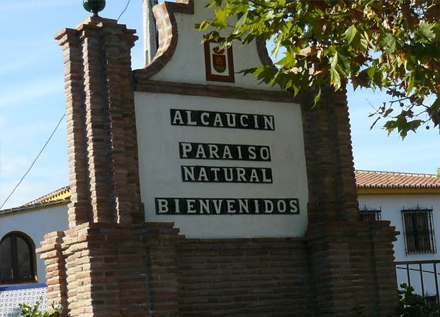 ALCAUCIN
PARAISO
NATURAL
BIENVENIDOS